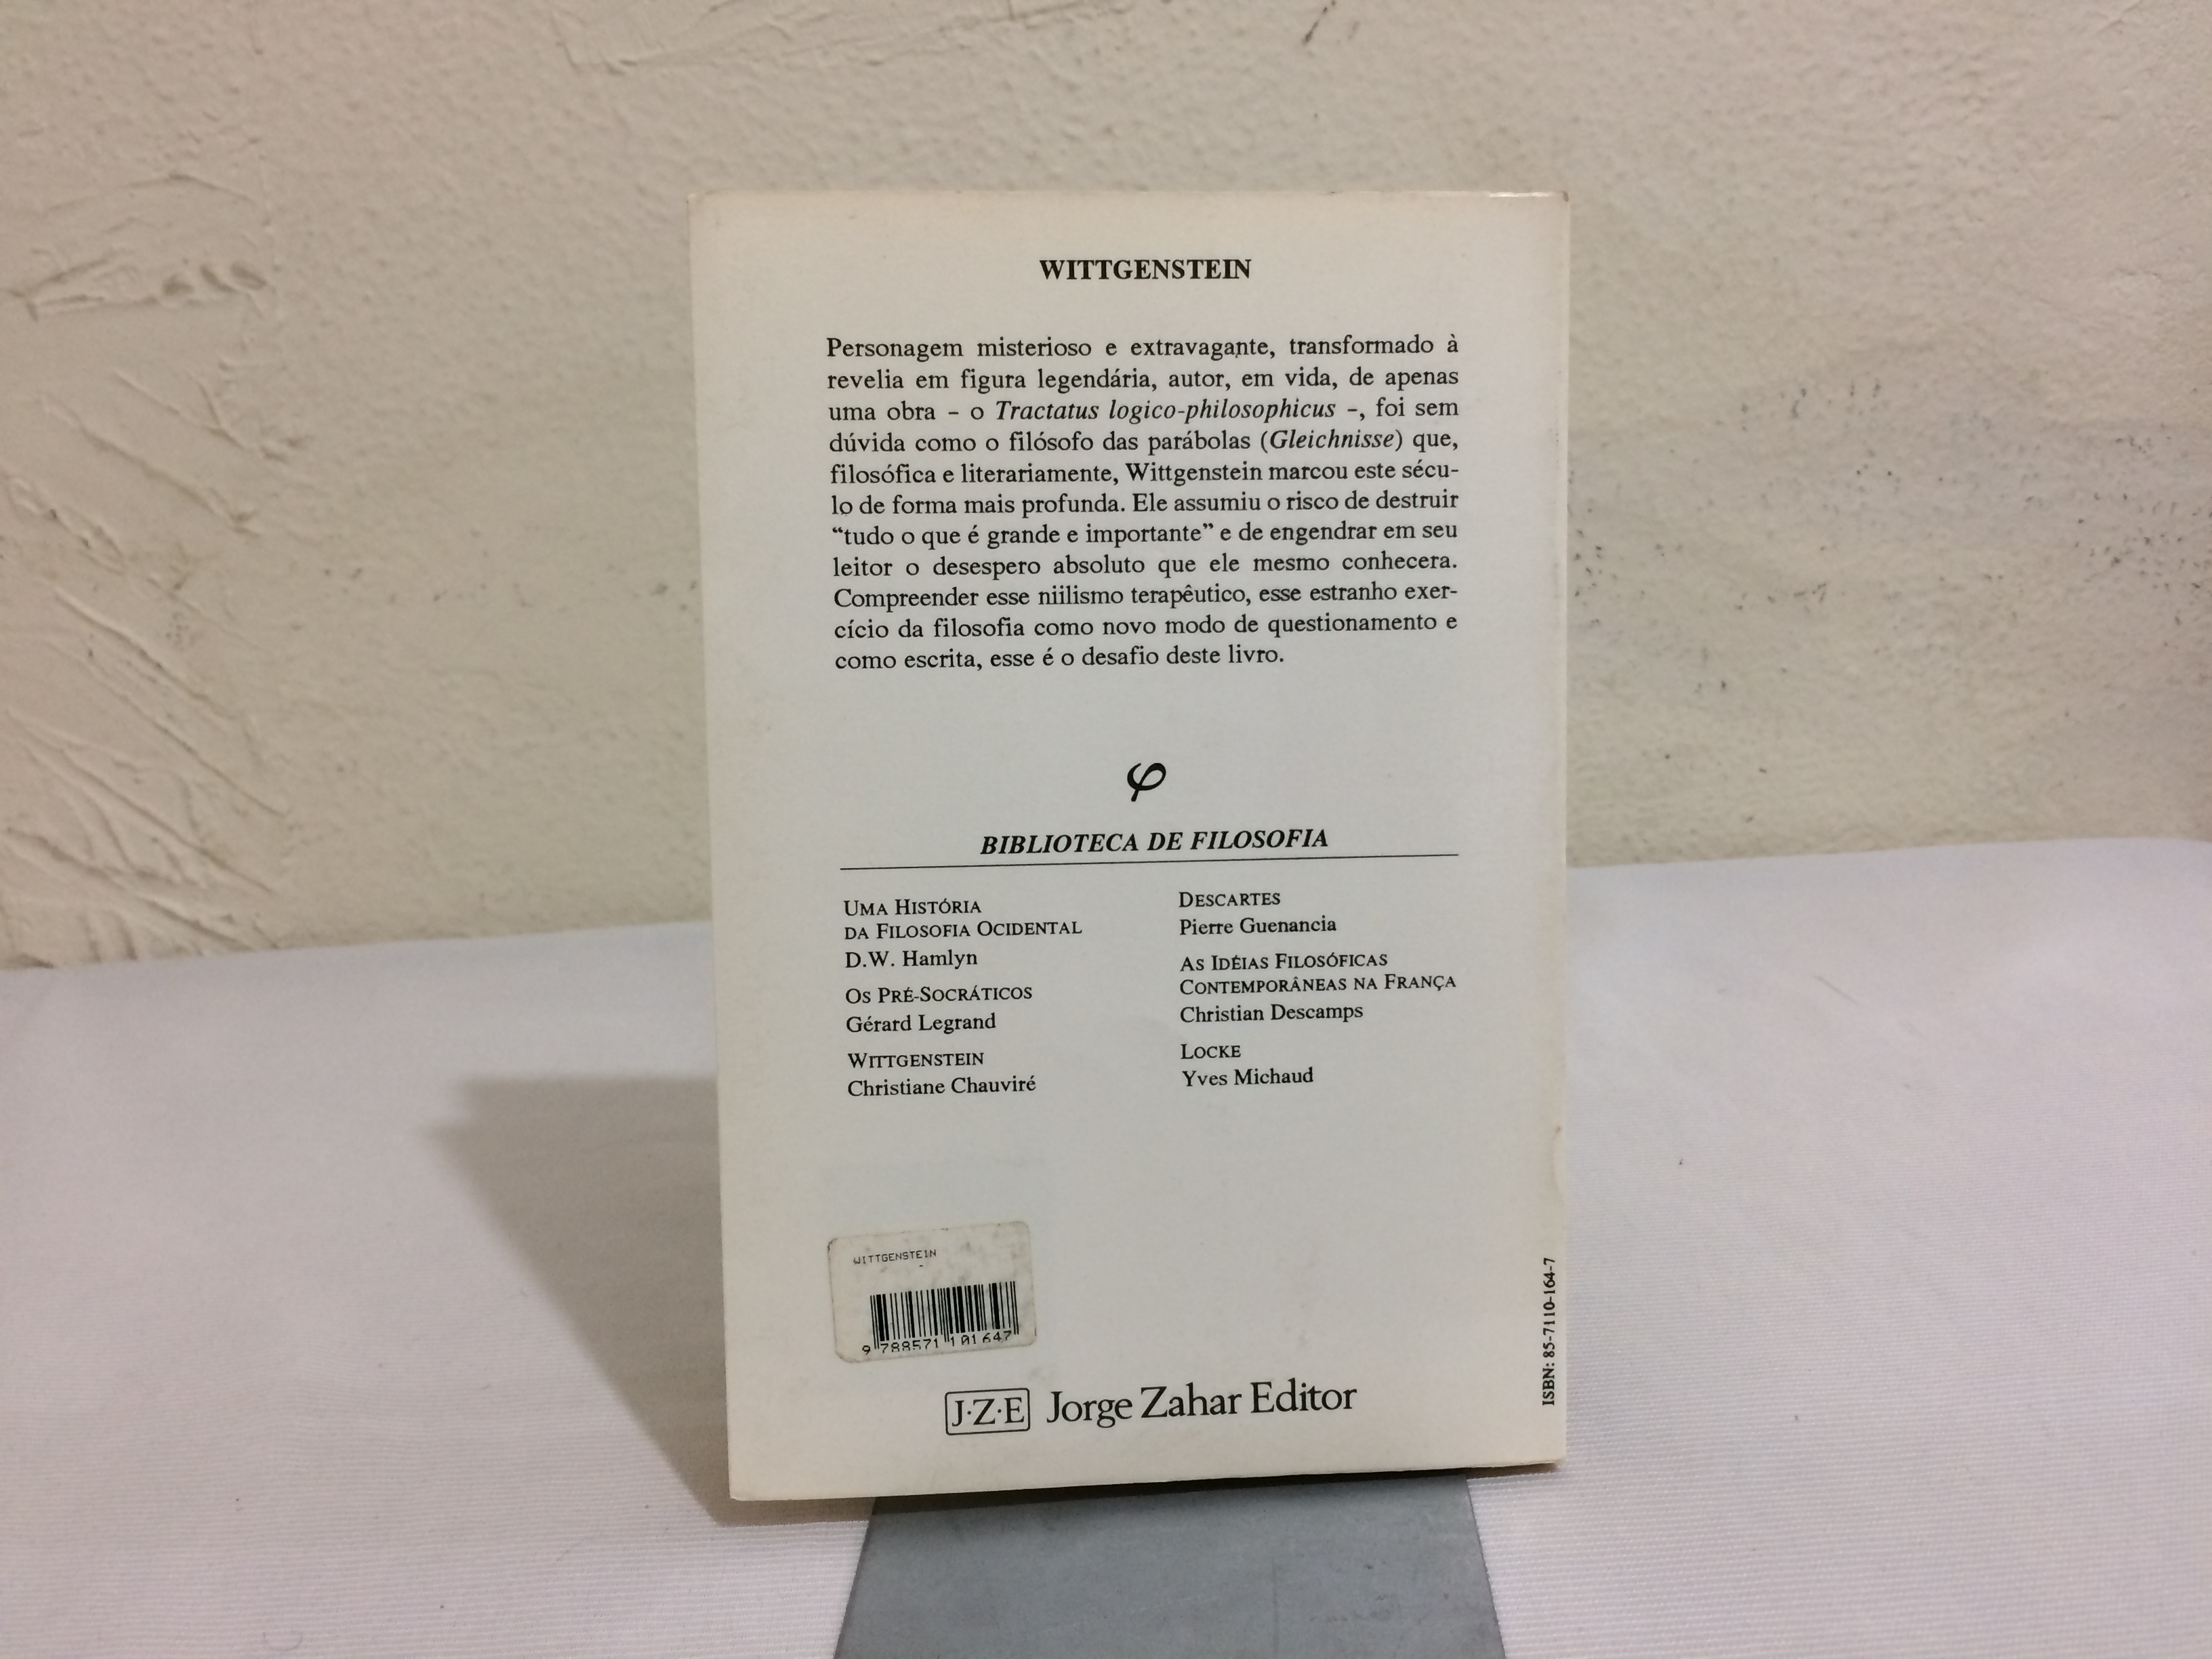 WITTGENSTEIN
Personagem misterioso e extravagante, transformado à
revelia em figura legendária, autor, em vida, de apenas
uma obra – o Tractatus logico-philosophicus –, foi sem
dúvida como o filósofo das parábolas (Gleichnisse) que,
filosófica e literariamente, Wittgenstein marcou este sécu-
lo de forma mais profunda. Ele assumiu o risco de destruir
“tudo o que é grande e importante” e de engendrar em seu
leitor o desespero absoluto que ele mesmo conhecera.
Compreender esse niilismo terapêutico, esse estranho exer-
cício da filosofia como novo modo de questionamento e
como escrita, esse é o desafio deste livro.
φ
BIBLIOTECA DE FILOSOFIA
UMA HISTÓRIA
DA FILOSOFIA OCIDENTAL
D.W. Hamlyn
OS PRÉ-SOCRÁTICOS
Gérard Legrand
WITTGENSTEIN
Christiane Chauviré
DESCARTES
Pierre Guenancia
AS IDÉIAS FILOSÓFICAS
CONTEMPORÂNEAS NA FRANÇA
Christian Descamps
LOCKE
Yves Michaud
WITTGENSTEIN
9 788571 101647
J·Z·E Jorge Zahar Editor
ISBN: 85-7110-164-7